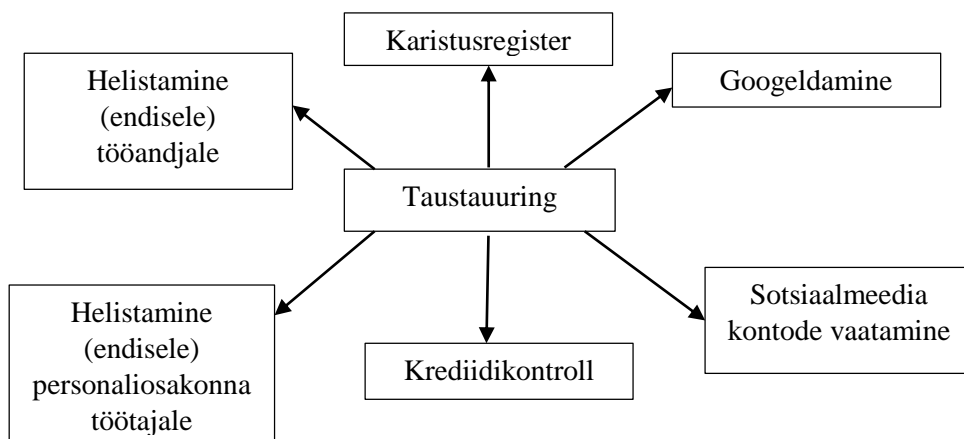 Karistusregister
Helistamine
(endisele)
tööandjale
Googeldamine
Taustauuring
Helistamine
(endisele)
personaliosakonna
töötajale
Krediidikontroll
Sotsiaalmeedia
kontode vaatamine